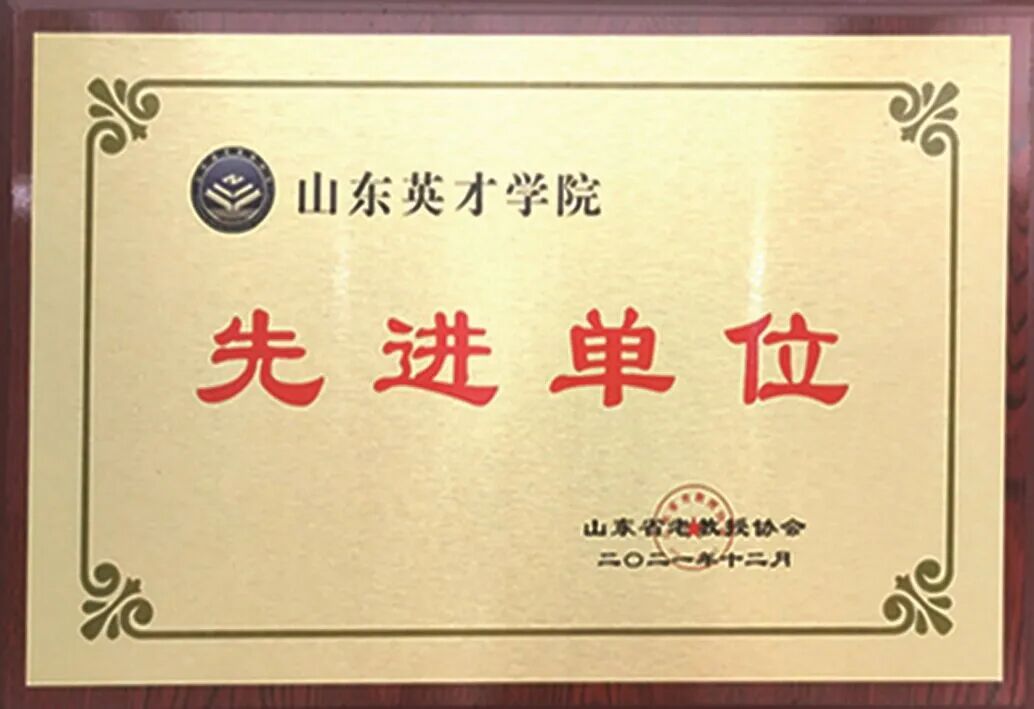 山东英才学院
先进单位
山东省老教授协会
二〇二一年十二月